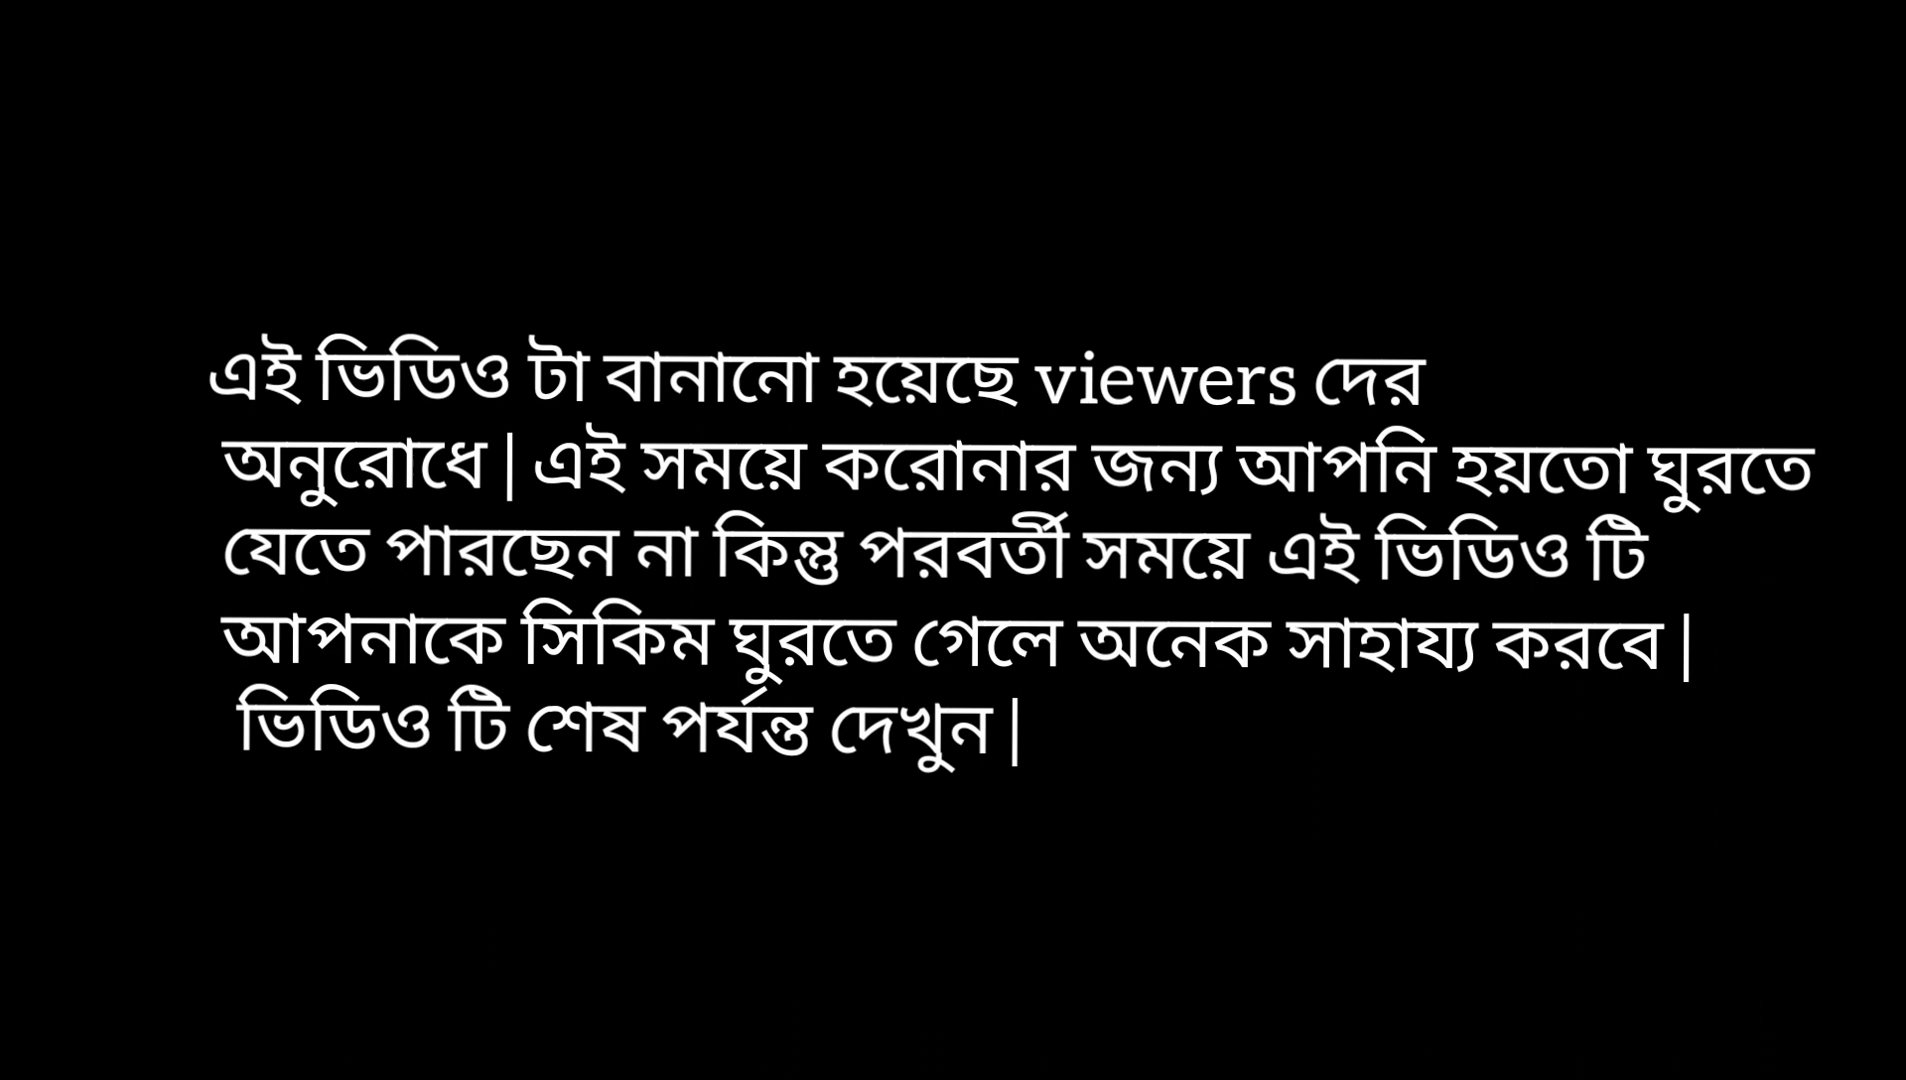 এই ভিডিও টা বানানো হয়েছে viewers দের
অনুরোধে | এই সময়ে করোনার জন্য আপনি হয়তো ঘুরতে
যেতে পারছেন না কিন্তু পরবর্তী সময়ে এই ভিডিও টি
আপনাকে সিকিম ঘুরতে গেলে অনেক সাহায্য করবে |
ভিডিও টি শেষ পর্যন্ত দেখুন |